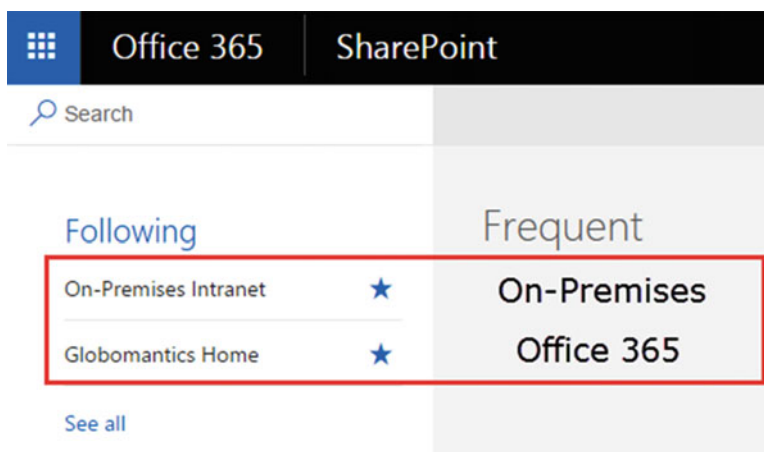 Office 365 SharePoint
Search
Following Frequent
On-Premises Intranet On-Premises
Globomantics Home Office 365
See all